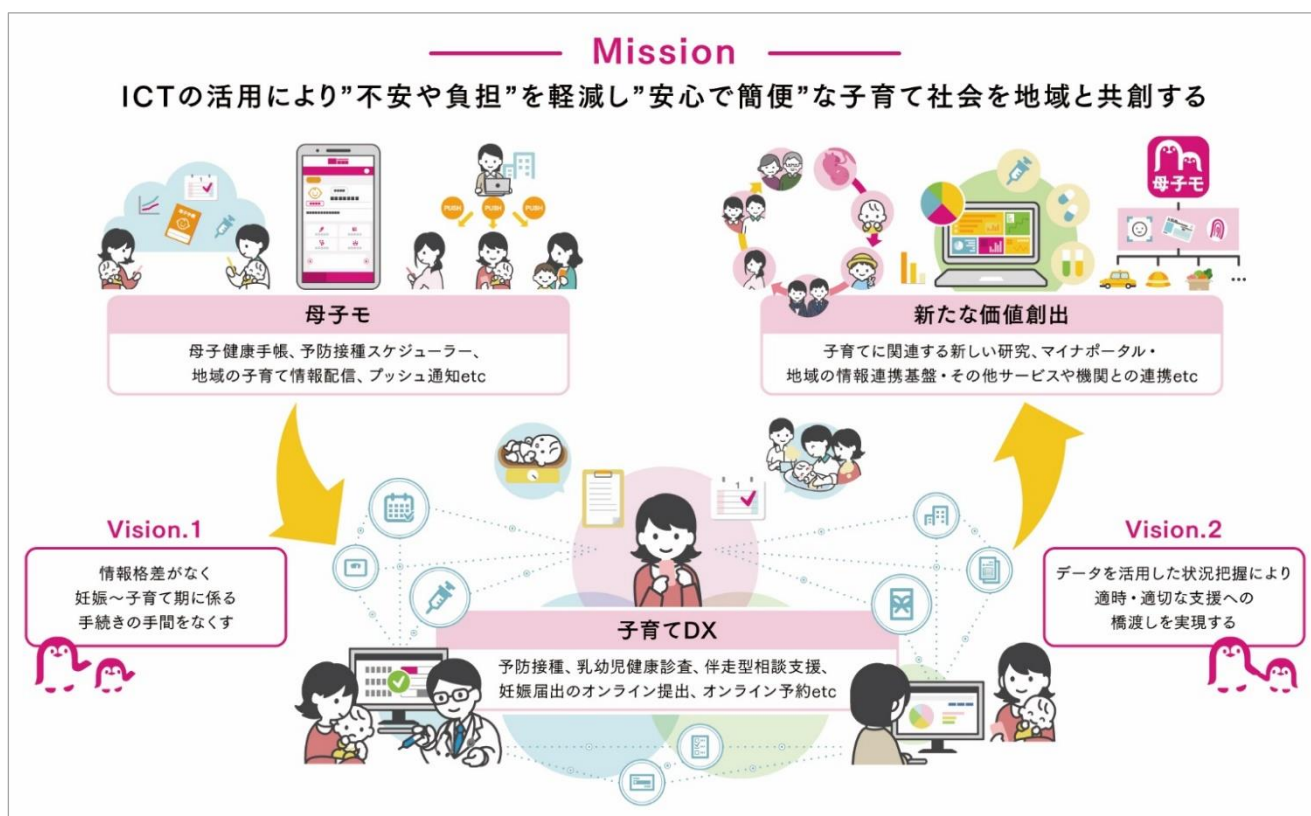 Mission
ICTの活用により”不安や負担”を軽減し”安心で簡便”な子育て社会を地域と共創する
母子手帳
PUSH
PUSH
PUSH
1
母子モ
…
母子モ
母子健康手帳、予防接種スケジューラー、
地域の子育て情報配信、プッシュ通知etc
新たな価値創出
子育てに関連する新しい研究、マイナポータル・
地域の情報連携基盤・その他サービスや機関との連携etc
1
Vision.1
情報格差がなく
妊娠～子育て期に係る
手続きの手間をなくす
Vision.2
データを活用した状況把握により
適時・適切な支援への
橋渡しを実現する
子育てDX
予防接種、乳幼児健康診査、伴走型相談支援、
妊娠届出のオンライン提出、オンライン予約etc